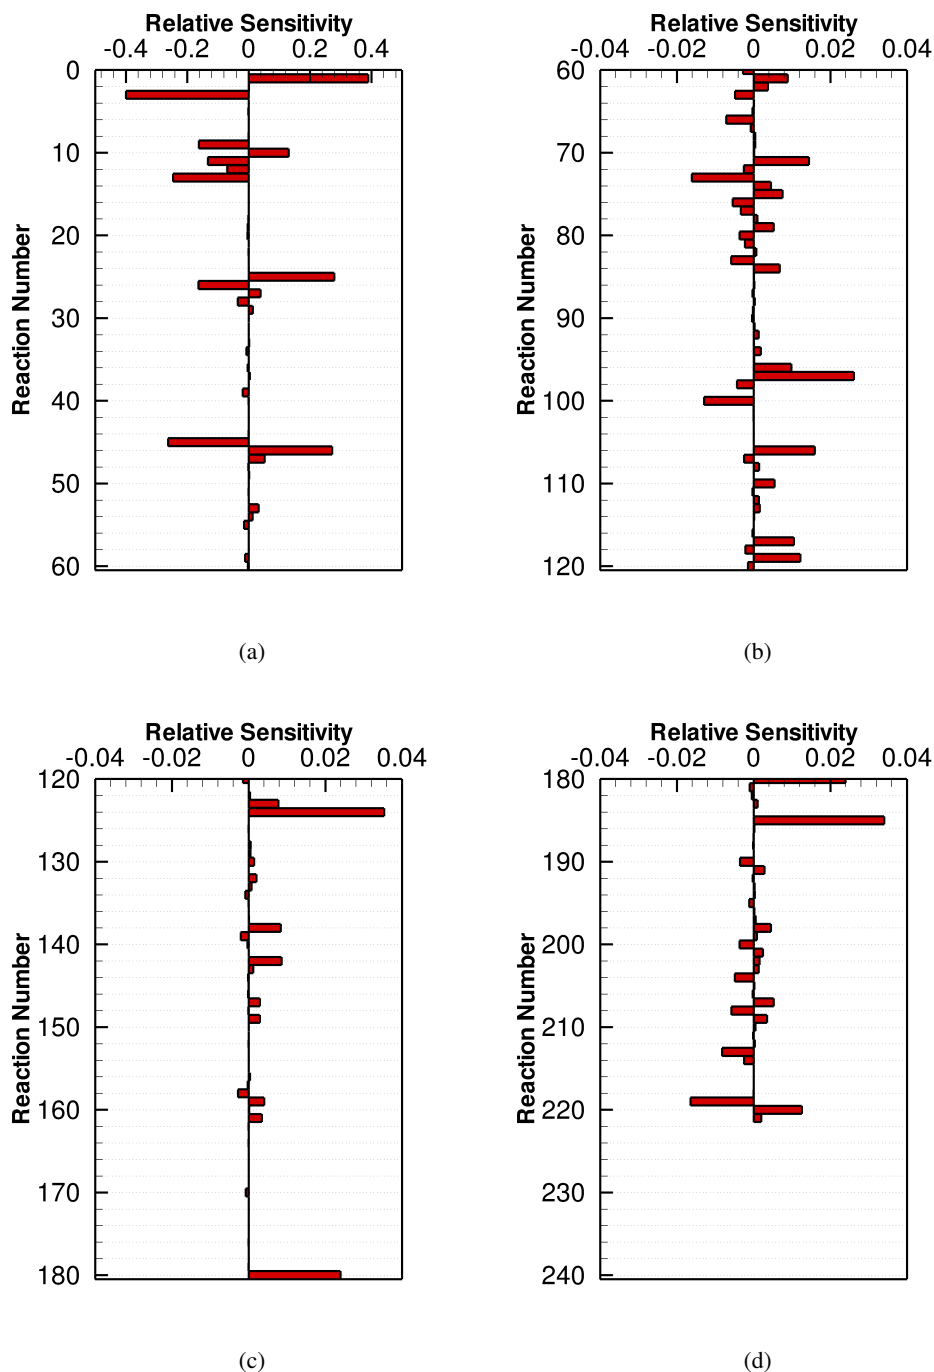 Relative Sensitivity
-0.4 -0.2 0 0.2 0.4
0
10
20
30
40
50
60
Reaction Number
(a)
Relative Sensitivity
-0.04 -0.02 0 0.02 0.04
60
70
80
90
100
110
120
Reaction Number
(b)
Relative Sensitivity
-0.04 -0.02 0 0.02 0.04
120
130
140
150
160
170
180
Reaction Number
(c)
Relative Sensitivity
-0.04 -0.02 0 0.02 0.04
180
190
200
210
220
230
240
Reaction Number
(d)